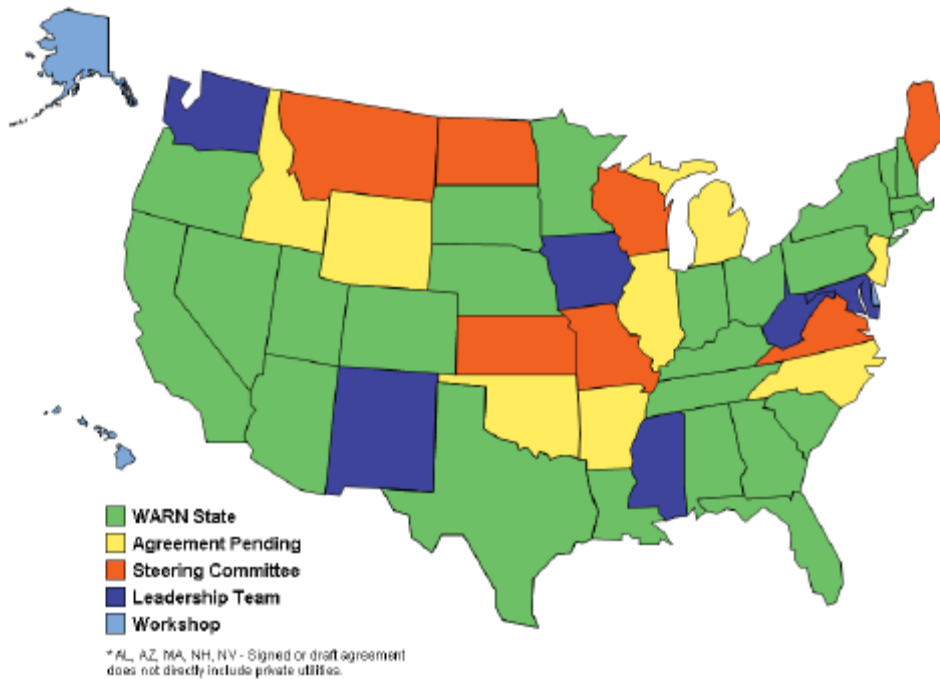 WARN State
Agreement Pending
Steering Committee
Leadership Team
Workshop
*AL, AZ, MA, NH, NV - Signed or draft agreement
does not directly include private utilities.